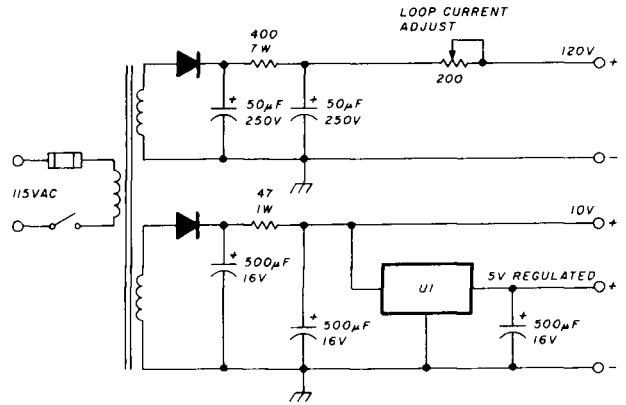 LOOP CURRENT
ADJUST
400
7W
120V
+
200
+
50µF
250V
+
50µF
250V
-
115VAC
47
1W
10V
+
500µF
16V
U1
5V REGULATED
+
+
500µF
16V
+
500µF
16V
-